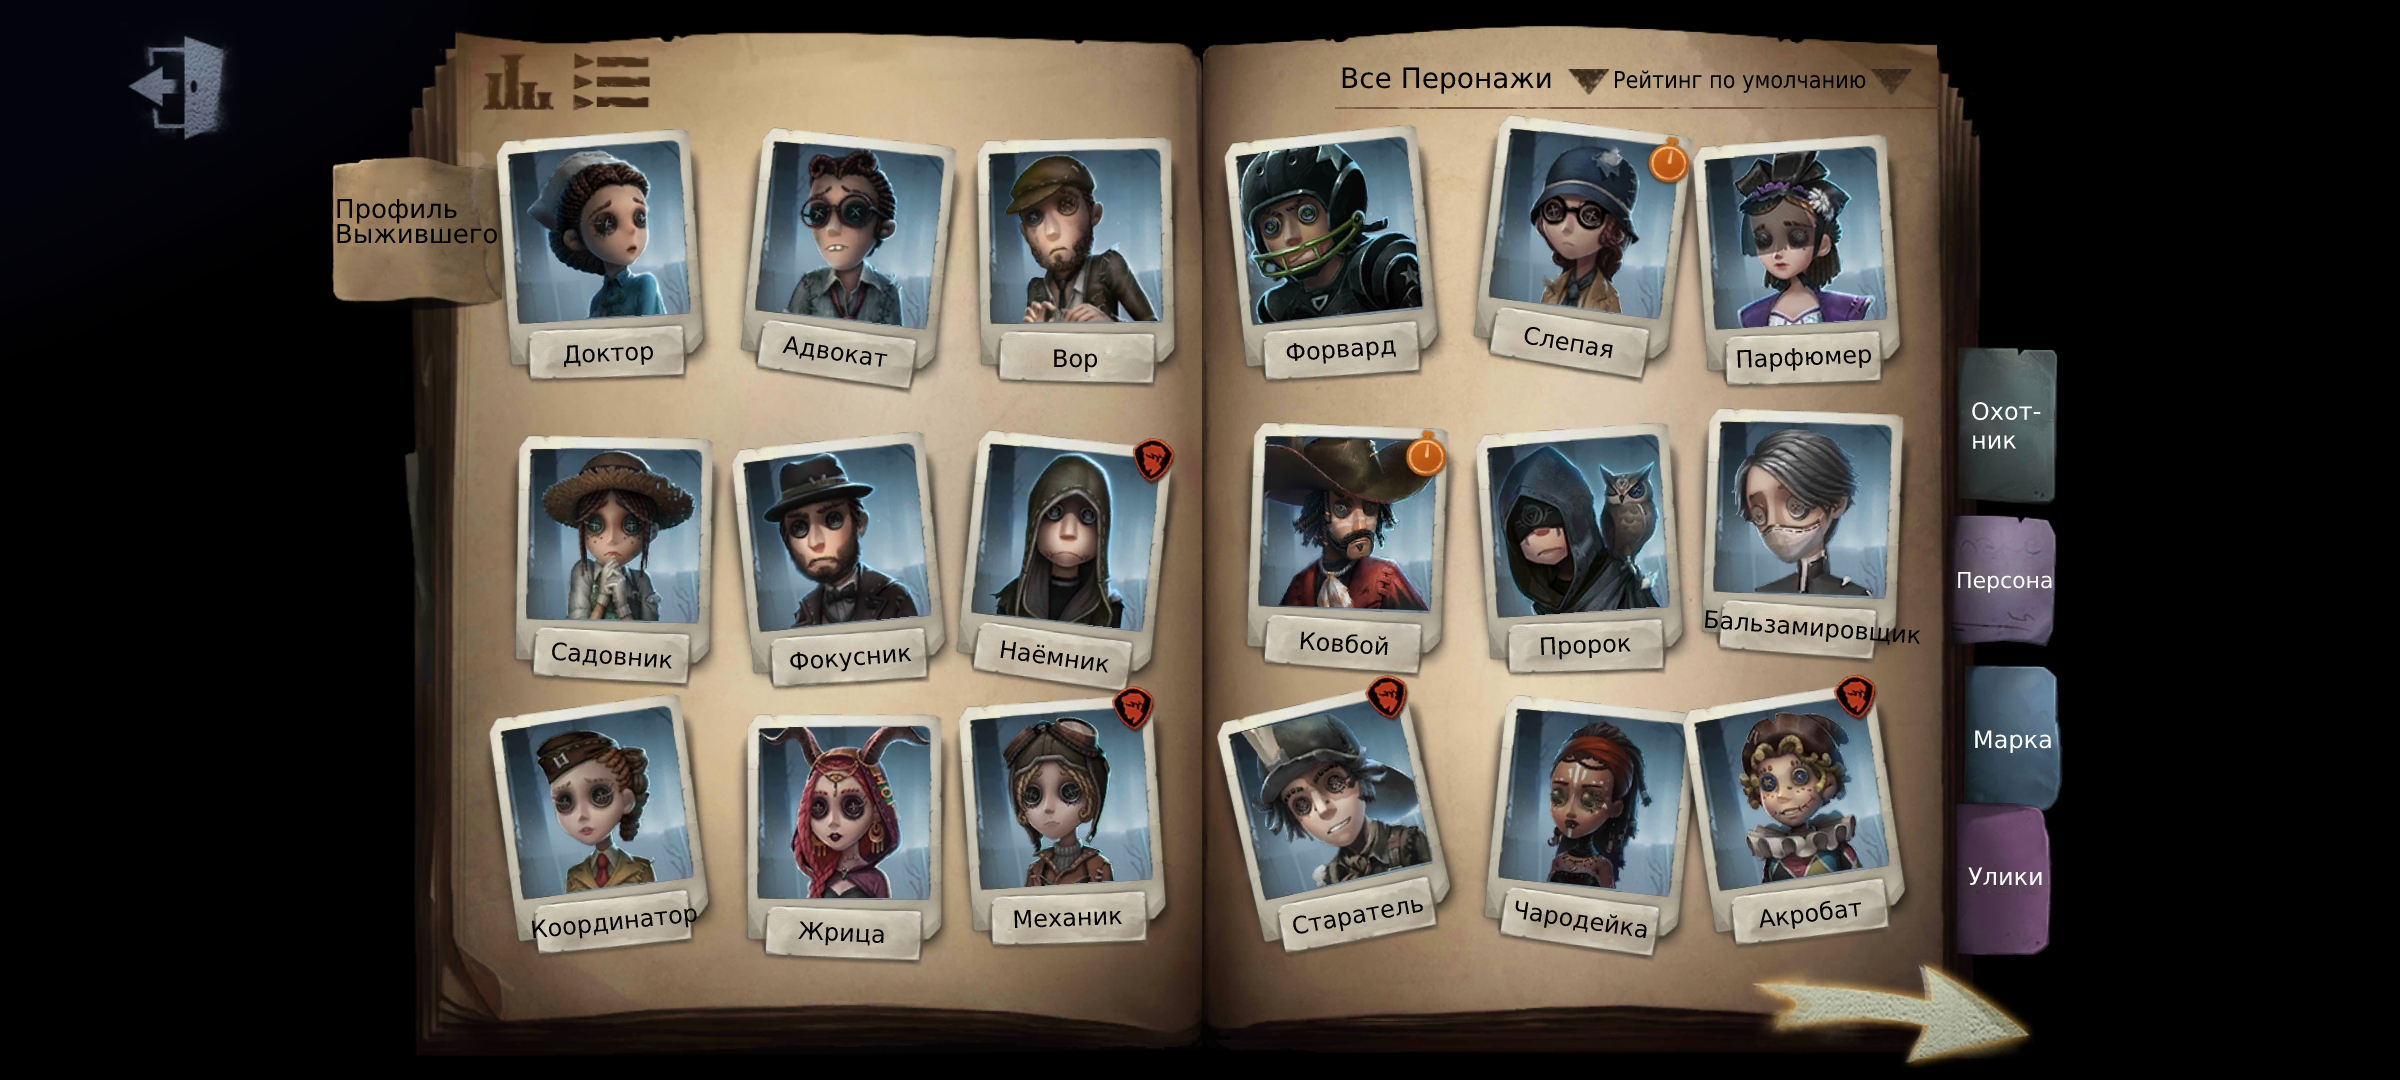 Все Перонажи
Рейтинг по умолчанию
Профиль
Выжившего
Доктор
Адвокат
Вор
Форвард
Слепая
Парфюмер
Садовник
Фокусник
Наёмник
Ковбой
Пророк
Бальзамировщик
Координатор
Жрица
Механик
Старатель
Чародейка
Акробат
Охот-
ник
Персона
Марка
Улики